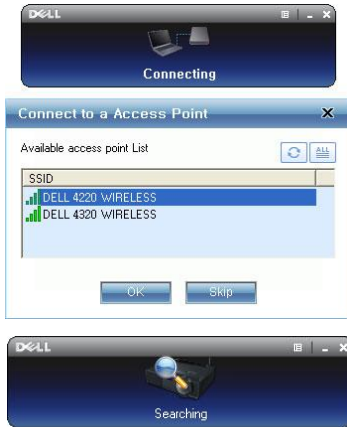 DELL
Connecting
Connect to a Access Point
Available access point List
ALL
SSID
DELL 4220 WIRELESS
DELL 4320 WIRELESS
OK
Skip
DELL
Searching